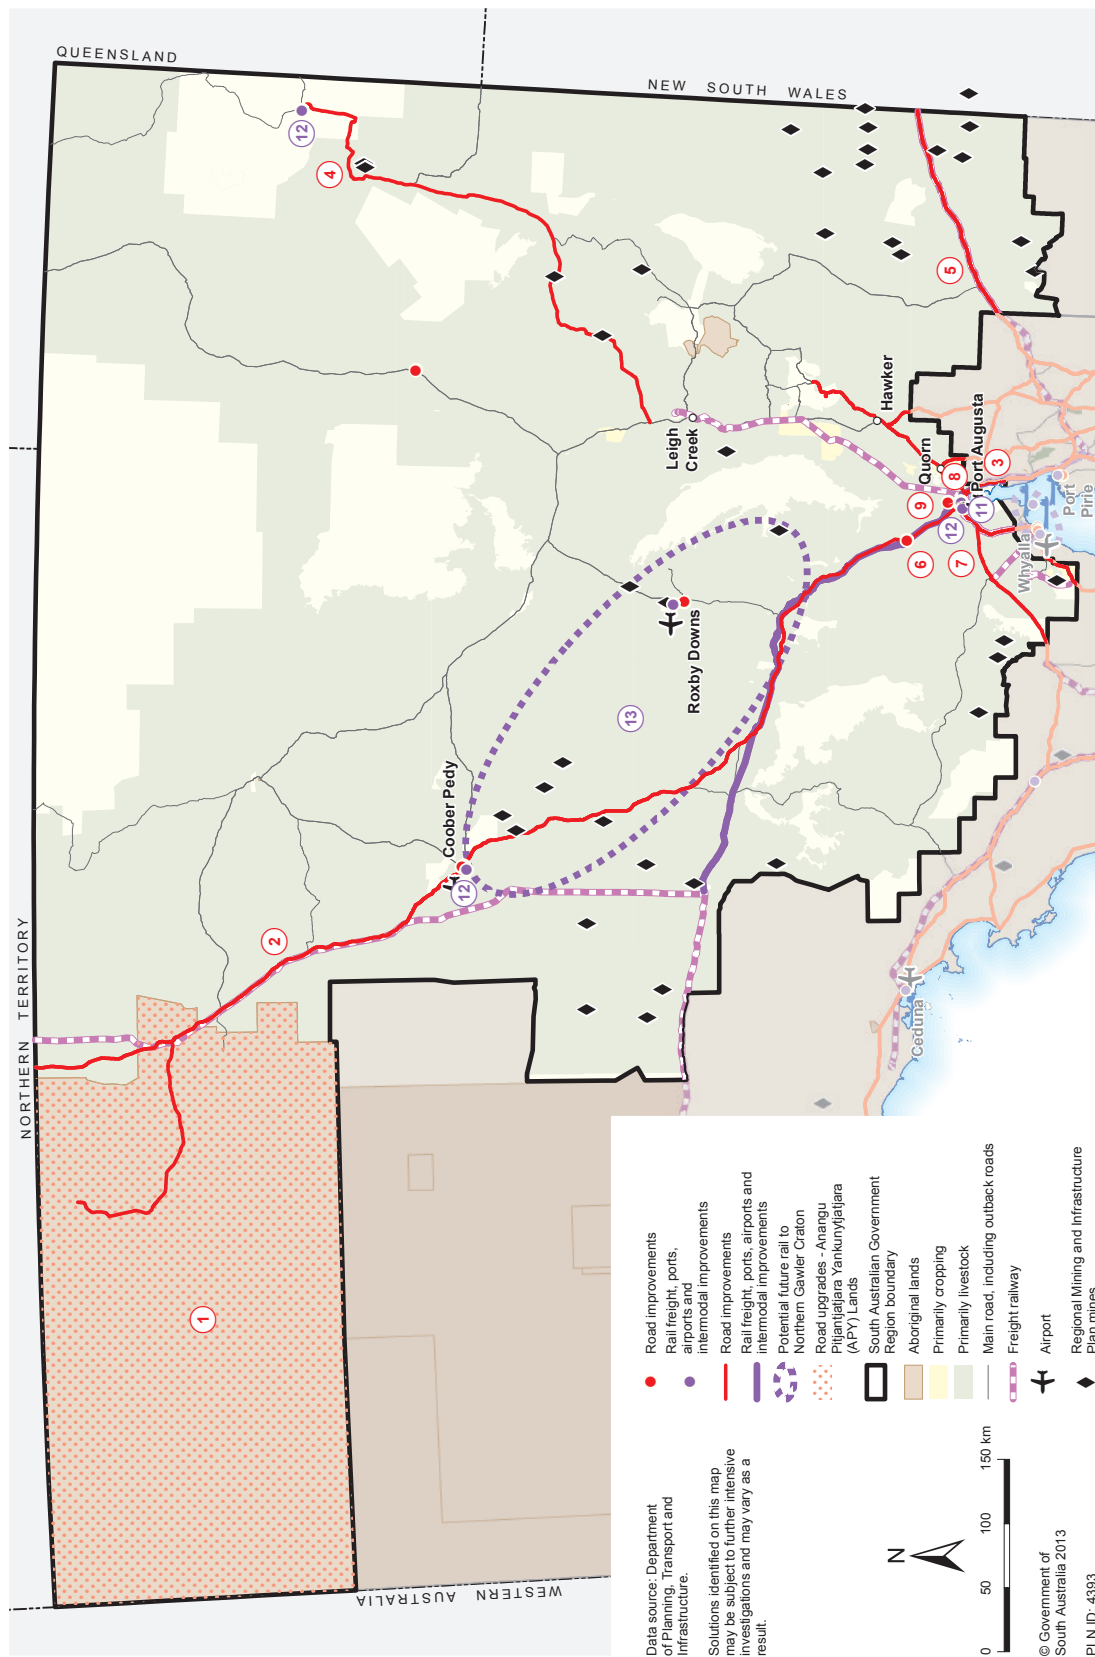 QUEENSLAND
NEW SOUTH WALES
NORTHERN TERRITORY
WESTERN
AUSTRALIA
1
2
3
4
5
6
7
8
9
11
12
12
12
13
Coober Pedy
Roxby Downs
Leigh
Creek
Hawker
Quorn
Port Augusta
Port
Pirie
Whyalla
Ceduna
Road improvements
Rail freight, ports,
airports and
intermodal improvements
Road improvements
Rail freight, ports, airports and
intermodal improvements
Potential future rail to
Northern Gawler Craton
Road upgrades - Anangu
Pitjantjatjara Yankunytjatjara
(APY) Lands
South Australian Government
Region boundary
Aboriginal lands
Primarily cropping
Primarily livestock
Main road, including outback roads
Freight railway
Airport
Regional Mining and Infrastructure
Plan mines
Data source: Department
of Planning, Transport and
Infrastructure.
Solutions identified on this map
may be subject to further intensive
investigations and may vary as a
result.
N
0 50 100 150 km
© Government of
South Australia 2013
PLN ID: 4393